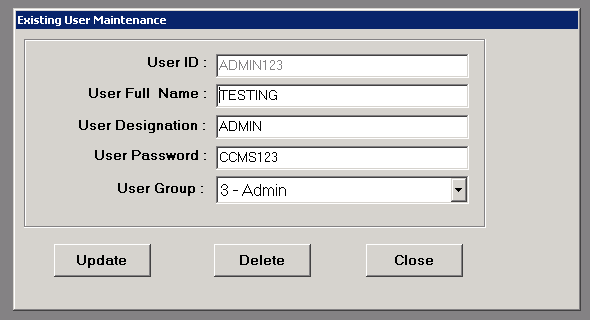 Existing User Maintenance
User ID : ADMIN123
User Full Name : TESTING
User Designation : ADMIN
User Password : CCMS123
User Group : 3 - Admin
Update Delete Close